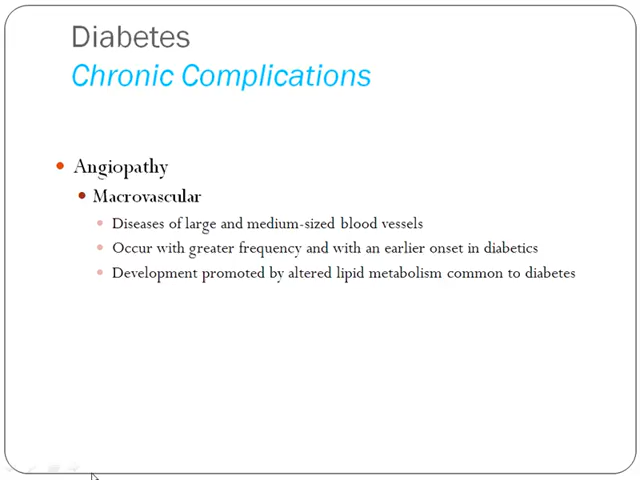 Diabetes
Chronic Complications
Angiopathy
Macrovascular
Diseases of large and medium-sized blood vessels
Occur with greater frequency and with an earlier onset in diabetics
Development promoted by altered lipid metabolism common to diabetes